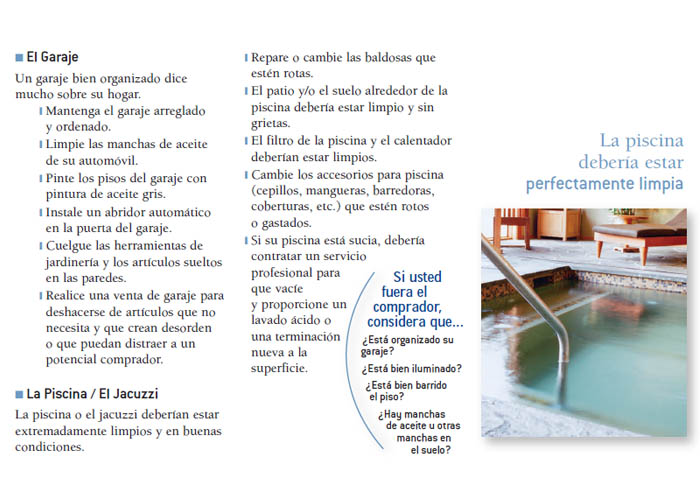 El Garaje
Un garaje bien organizado dice
mucho sobre su hogar.
Mantenga el garaje arreglado
y ordenado.
Limpie las manchas de aceite
de su automóvil.
Pinte los pisos del garaje con
pintura de aceite gris.
Instale un abridor automático
en la puerta del garaje.
Cuelgue las herramientas de
jardinería y los artículos sueltos
en las paredes.
Realice una venta de garaje para
deshacerse de artículos que no
necesita y que crean desorden
o que puedan distraer a un
potencial comprador.
La Piscina / El Jacuzzi
La piscina o el jacuzzi deberían estar
extremadamente limpios y en buenas
condiciones.
Repare o cambie las baldosas que
estén rotas.
El patio y/o el suelo alrededor de la
piscina debería estar limpio y sin
grietas.
El filtro de la piscina y el calentador
deberían estar limpios.
Cambie los accesorios para piscina
(cepillos, mangueras, barredoras,
coberturas, etc.) que estén rotos
o gastados.
Si su piscina está sucia, debería
contratar un servicio
profesional para
que vacíe
y proporcione un
lavado ácido o
una terminación
nueva a la
superficie.
Si usted
fuera el
comprador,
considera que...
¿Está organizado su
garaje?
¿Está bien iluminado?
¿Está bien barrido
el piso?
¿Hay manchas
de aceite u otras
manchas en
el suelo?
La piscina
debería estar
perfectamente limpia